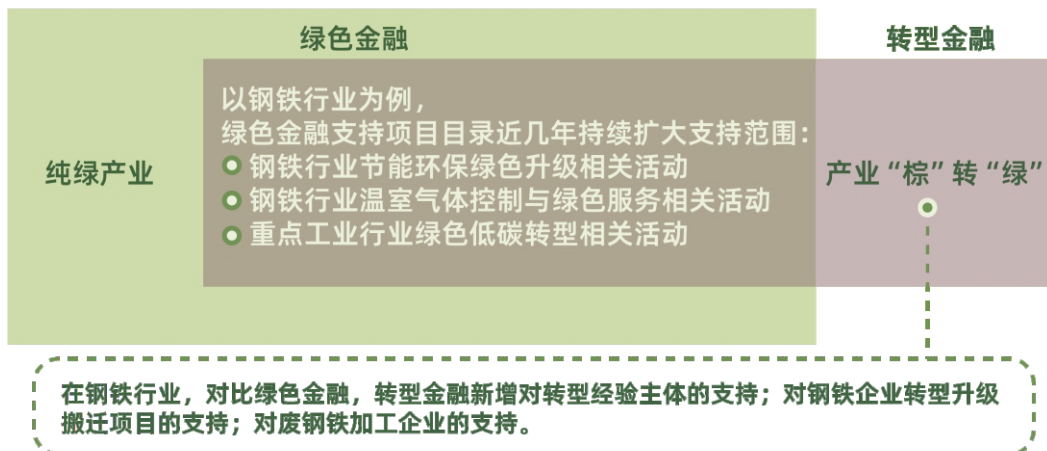 绿色金融
转型金融
纯绿产业
以钢铁行业为例，
绿色金融支持项目目录近几年持续扩大支持范围：
钢铁行业节能环保绿色升级相关活动
钢铁行业温室气体控制与绿色服务相关活动
重点工业行业绿色低碳转型相关活动
产业“棕”转“绿”
在钢铁行业，对比绿色金融，转型金融新增对转型经验主体的支持；对钢铁企业转型升级
搬迁项目的支持；对废钢铁加工企业的支持。